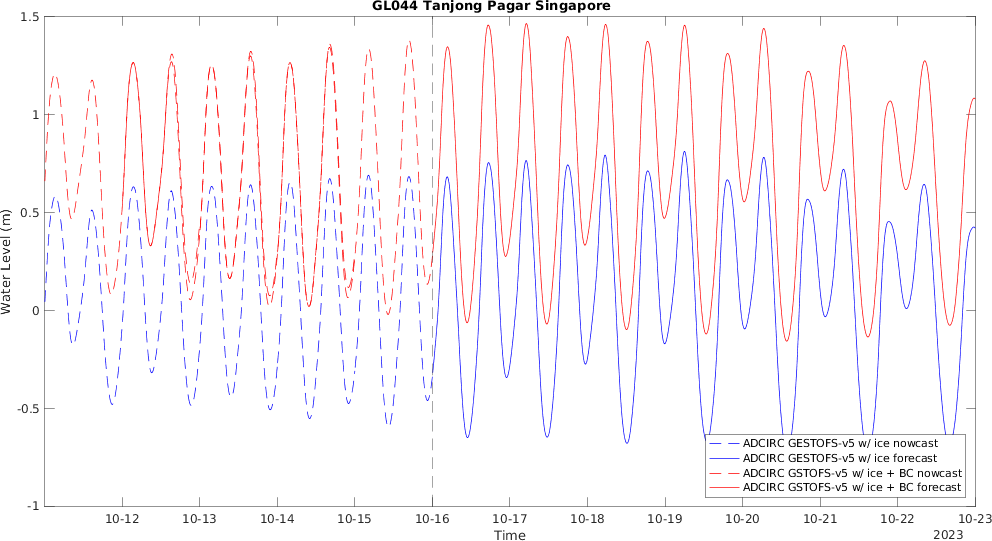 GL044 Tanjong Pagar Singapore
1.5
1
0.5
0
-0.5
-1
Water Level (m)
10-12 10-13 10-14 10-15 10-16 10-17 10-18 10-19 10-20 10-21 10-22 10-23
Time
2023
ADCIRC GESTOFS-v5 w/ ice nowcast
ADCIRC GESTOFS-v5 w/ ice forecast
ADCIRC GSTOFS-v5 w/ ice + BC nowcast
ADCIRC GSTOFS-v5 w/ ice + BC forecast